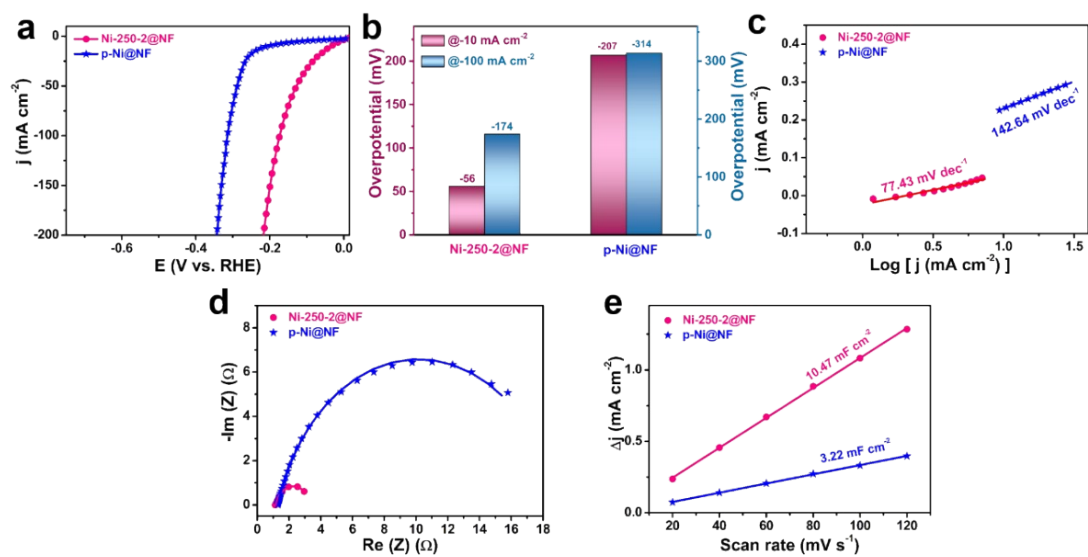 a
Ni-250-2@NF
p-Ni@NF
0
-50
-100
-150
-200
j (mA cm-2)
-0.6
-0.4
-0.2
0.0
E (V vs. RHE)
b
@-10 mA cm-2
@-100 mA cm-2
-56
-174
-207
-314
200
150
100
50
0
Overpotential (mV)
300
200
100
0
Overpotential (mV)
Ni-250-2@NF
p-Ni@NF
c
Ni-250-2@NF
p-Ni@NF
0.4
0.3
0.2
0.1
0.0
-0.1
j (mA cm-2)
142.64 mV dec-1
77.43 mV dec-1
0.0
0.5
1.0
1.5
Log [ j (mA cm-2) ]
d
Ni-250-2@NF
p-Ni@NF
8
6
4
2
0
-Im (Z) (Ω)
0
2
4
6
8
10
12
14
16
18
Re (Z) (Ω)
e
Ni-250-2@NF
p-Ni@NF
1.0
0.5
0.0
Δj (mA cm-2)
10.47 mF cm-2
3.22 mF cm-2
20
40
60
80
100
120
Scan rate (mV s-1)